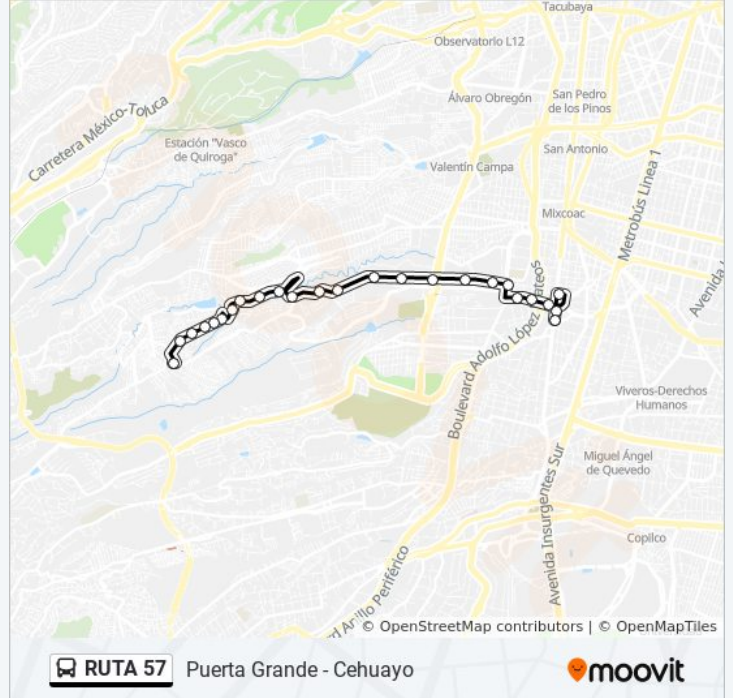 Tacubaya
Observatorio L12
Álvaro Obregón
San Pedro
de los Pinos
Carretera México-Toluca
Estación "Vasco
de Quiroga"
San Antonio
Valentín Campa
Metrobús Línea 1
Mixcoac
Avenida
ateos
Boulevard Adolfo López
Viveros-Derechos
Humanos
Miguel Ángel
de Quevedo
Avenida Insurgentes Sur
Copilco
Anillo Periférico
© OpenStreetMap contributors | © OpenMapTiles
RUTA 57
Puerta Grande - Cehuayo
moovit